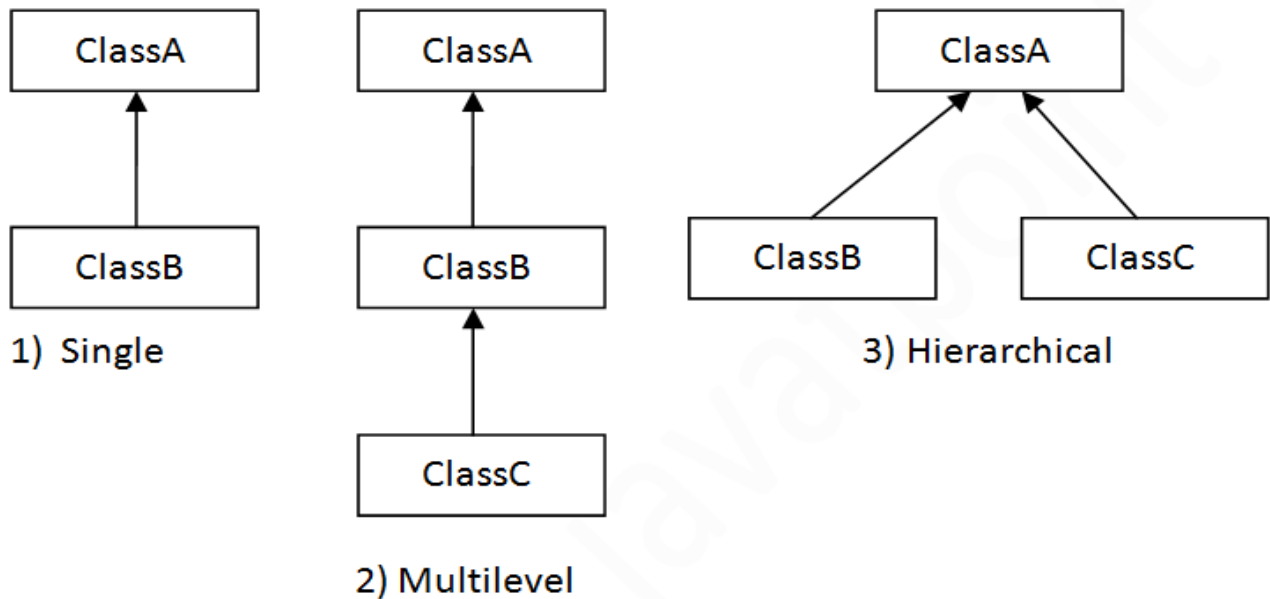 ClassA
ClassB
1) Single
ClassA
ClassB
ClassC
2) Multilevel
ClassA
ClassB
ClassC
3) Hierarchical